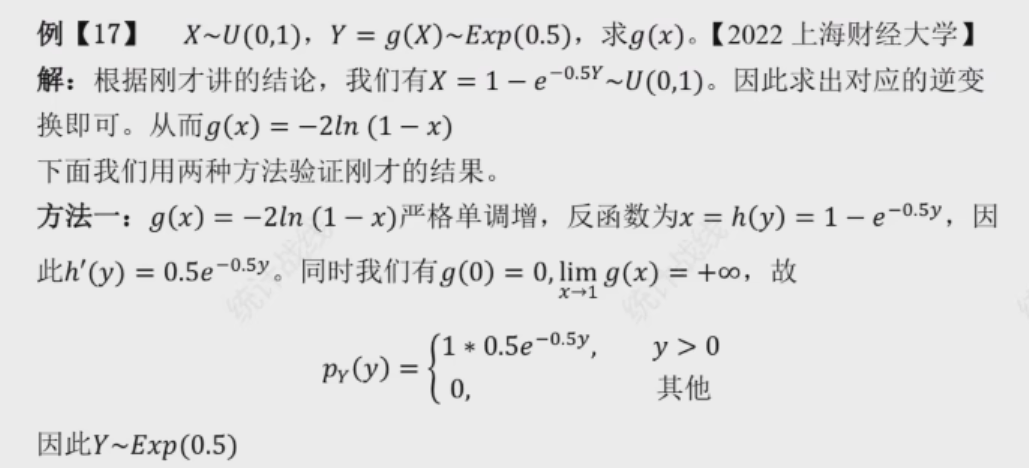 例【17】 X~U(0,1)，Y = g(X)~Exp(0.5)，求g(x)。【2022 上海财经大学】
解：根据刚才讲的结论，我们有X = 1 − e^{−0.5Y}~U(0,1)。因此求出对应的逆变
换即可。从而g(x) = −2ln (1 − x)
下面我们用两种方法验证刚才的结果。
方法一：g(x) = −2ln (1 − x)严格单调增，反函数为x = h(y) = 1 − e^{−0.5y}，因
此h′(y) = 0.5e^{−0.5y}。同时我们有g(0) = 0, lim_{x→1} g(x) = +∞，故
p_Y(y) = { 1 * 0.5e^{−0.5y}, y > 0
0, 其他
因此Y~Exp(0.5)